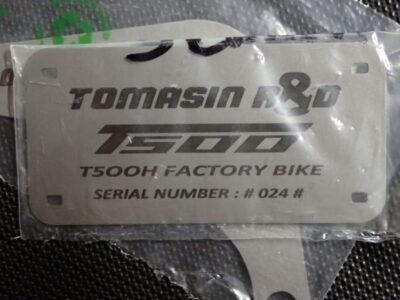 TOMASIN R&D
T500
T500H FACTORY BIKE
SERIAL NUMBER : # 024 #